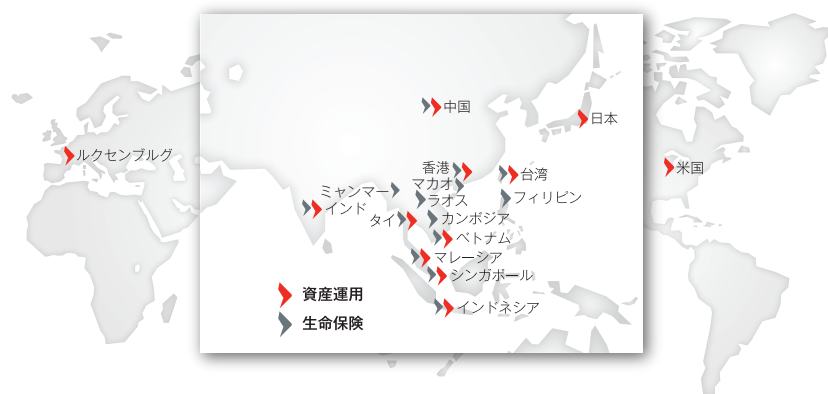 中国
日本
ルクセンブルグ
香港
台湾
米国
マカオ
ミャンマー
ラオス
フィリピン
インド
タイ
カンボジア
ベトナム
マレーシア
シンガポール
資産運用
インドネシア
生命保険